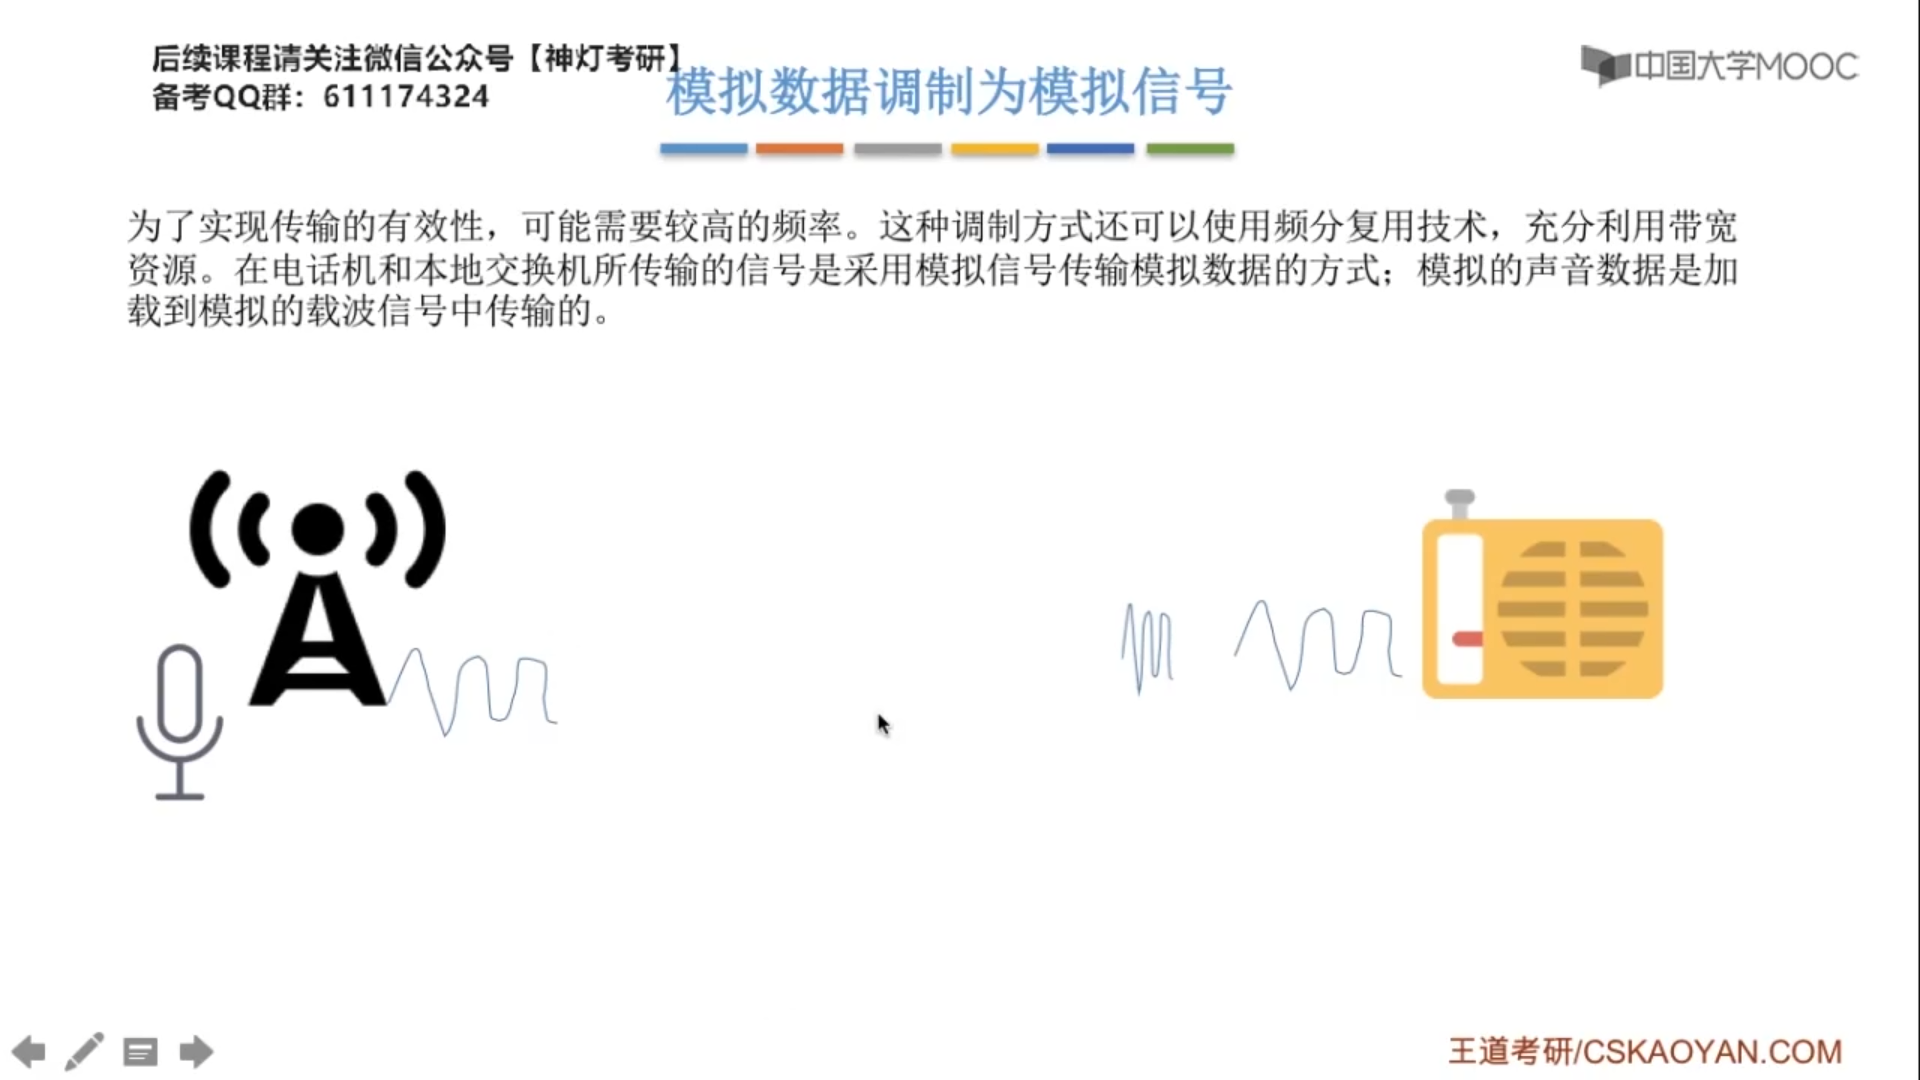 后续课程请关注微信公众号【神灯考研】
备考QQ群：611174324
模拟数据调制为模拟信号
中国大学MOOC
为了实现传输的有效性，可能需要较高的频率。这种调制方式还可以使用频分复用技术，充分利用带宽
资源。在电话机和本地交换机所传输的信号是采用模拟信号传输模拟数据的方式；模拟的声音数据是加
载到模拟的载波信号中传输的。
王道考研/CSKAOYAN.COM